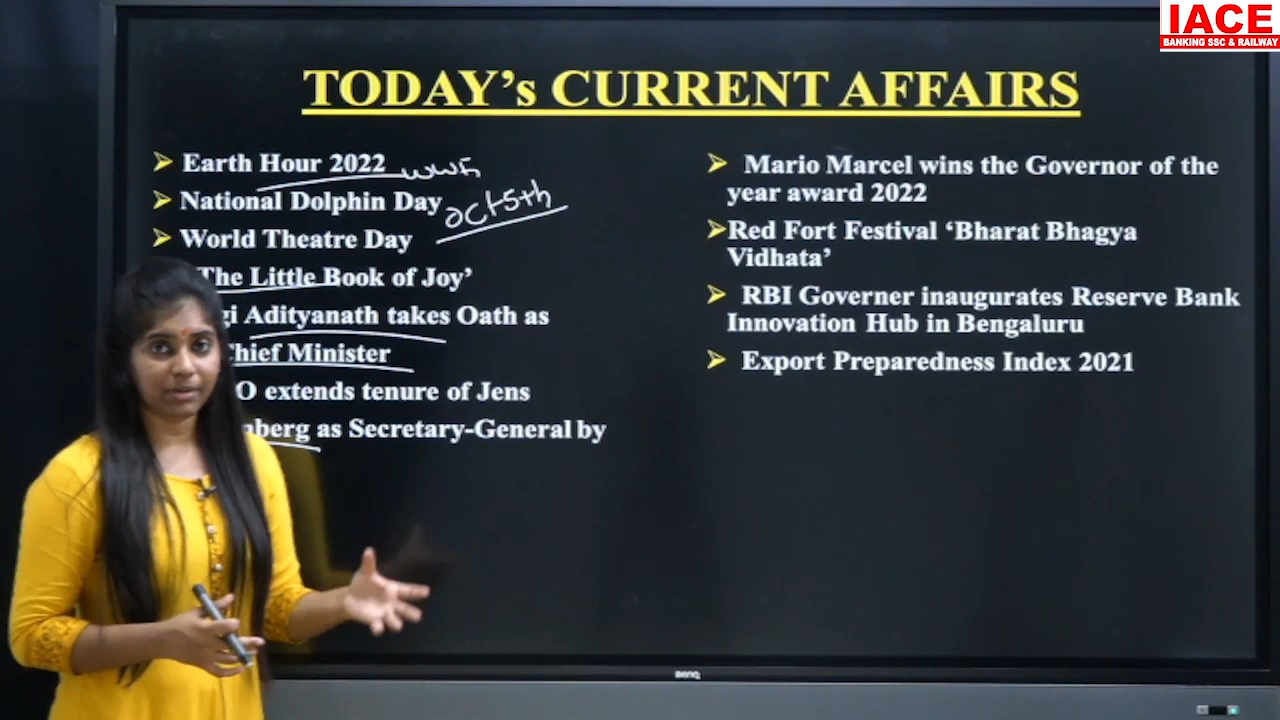 IACE
BANKING SSC & RAILWAY
TODAY’s CURRENT AFFAIRS
➢ Earth Hour 2022 WWF
➢ National Dolphin Day Oct 5th
➢ World Theatre Day
The Little Book of Joy’
gi Adityanath takes Oath as
Chief Minister
O extends tenure of Jens
nberg as Secretary-General by
➢ Mario Marcel wins the Governor of the
year award 2022
➢ Red Fort Festival ‘Bharat Bhagya
Vidhata’
➢ RBI Governer inaugurates Reserve Bank
Innovation Hub in Bengaluru
➢ Export Preparedness Index 2021
BenQ